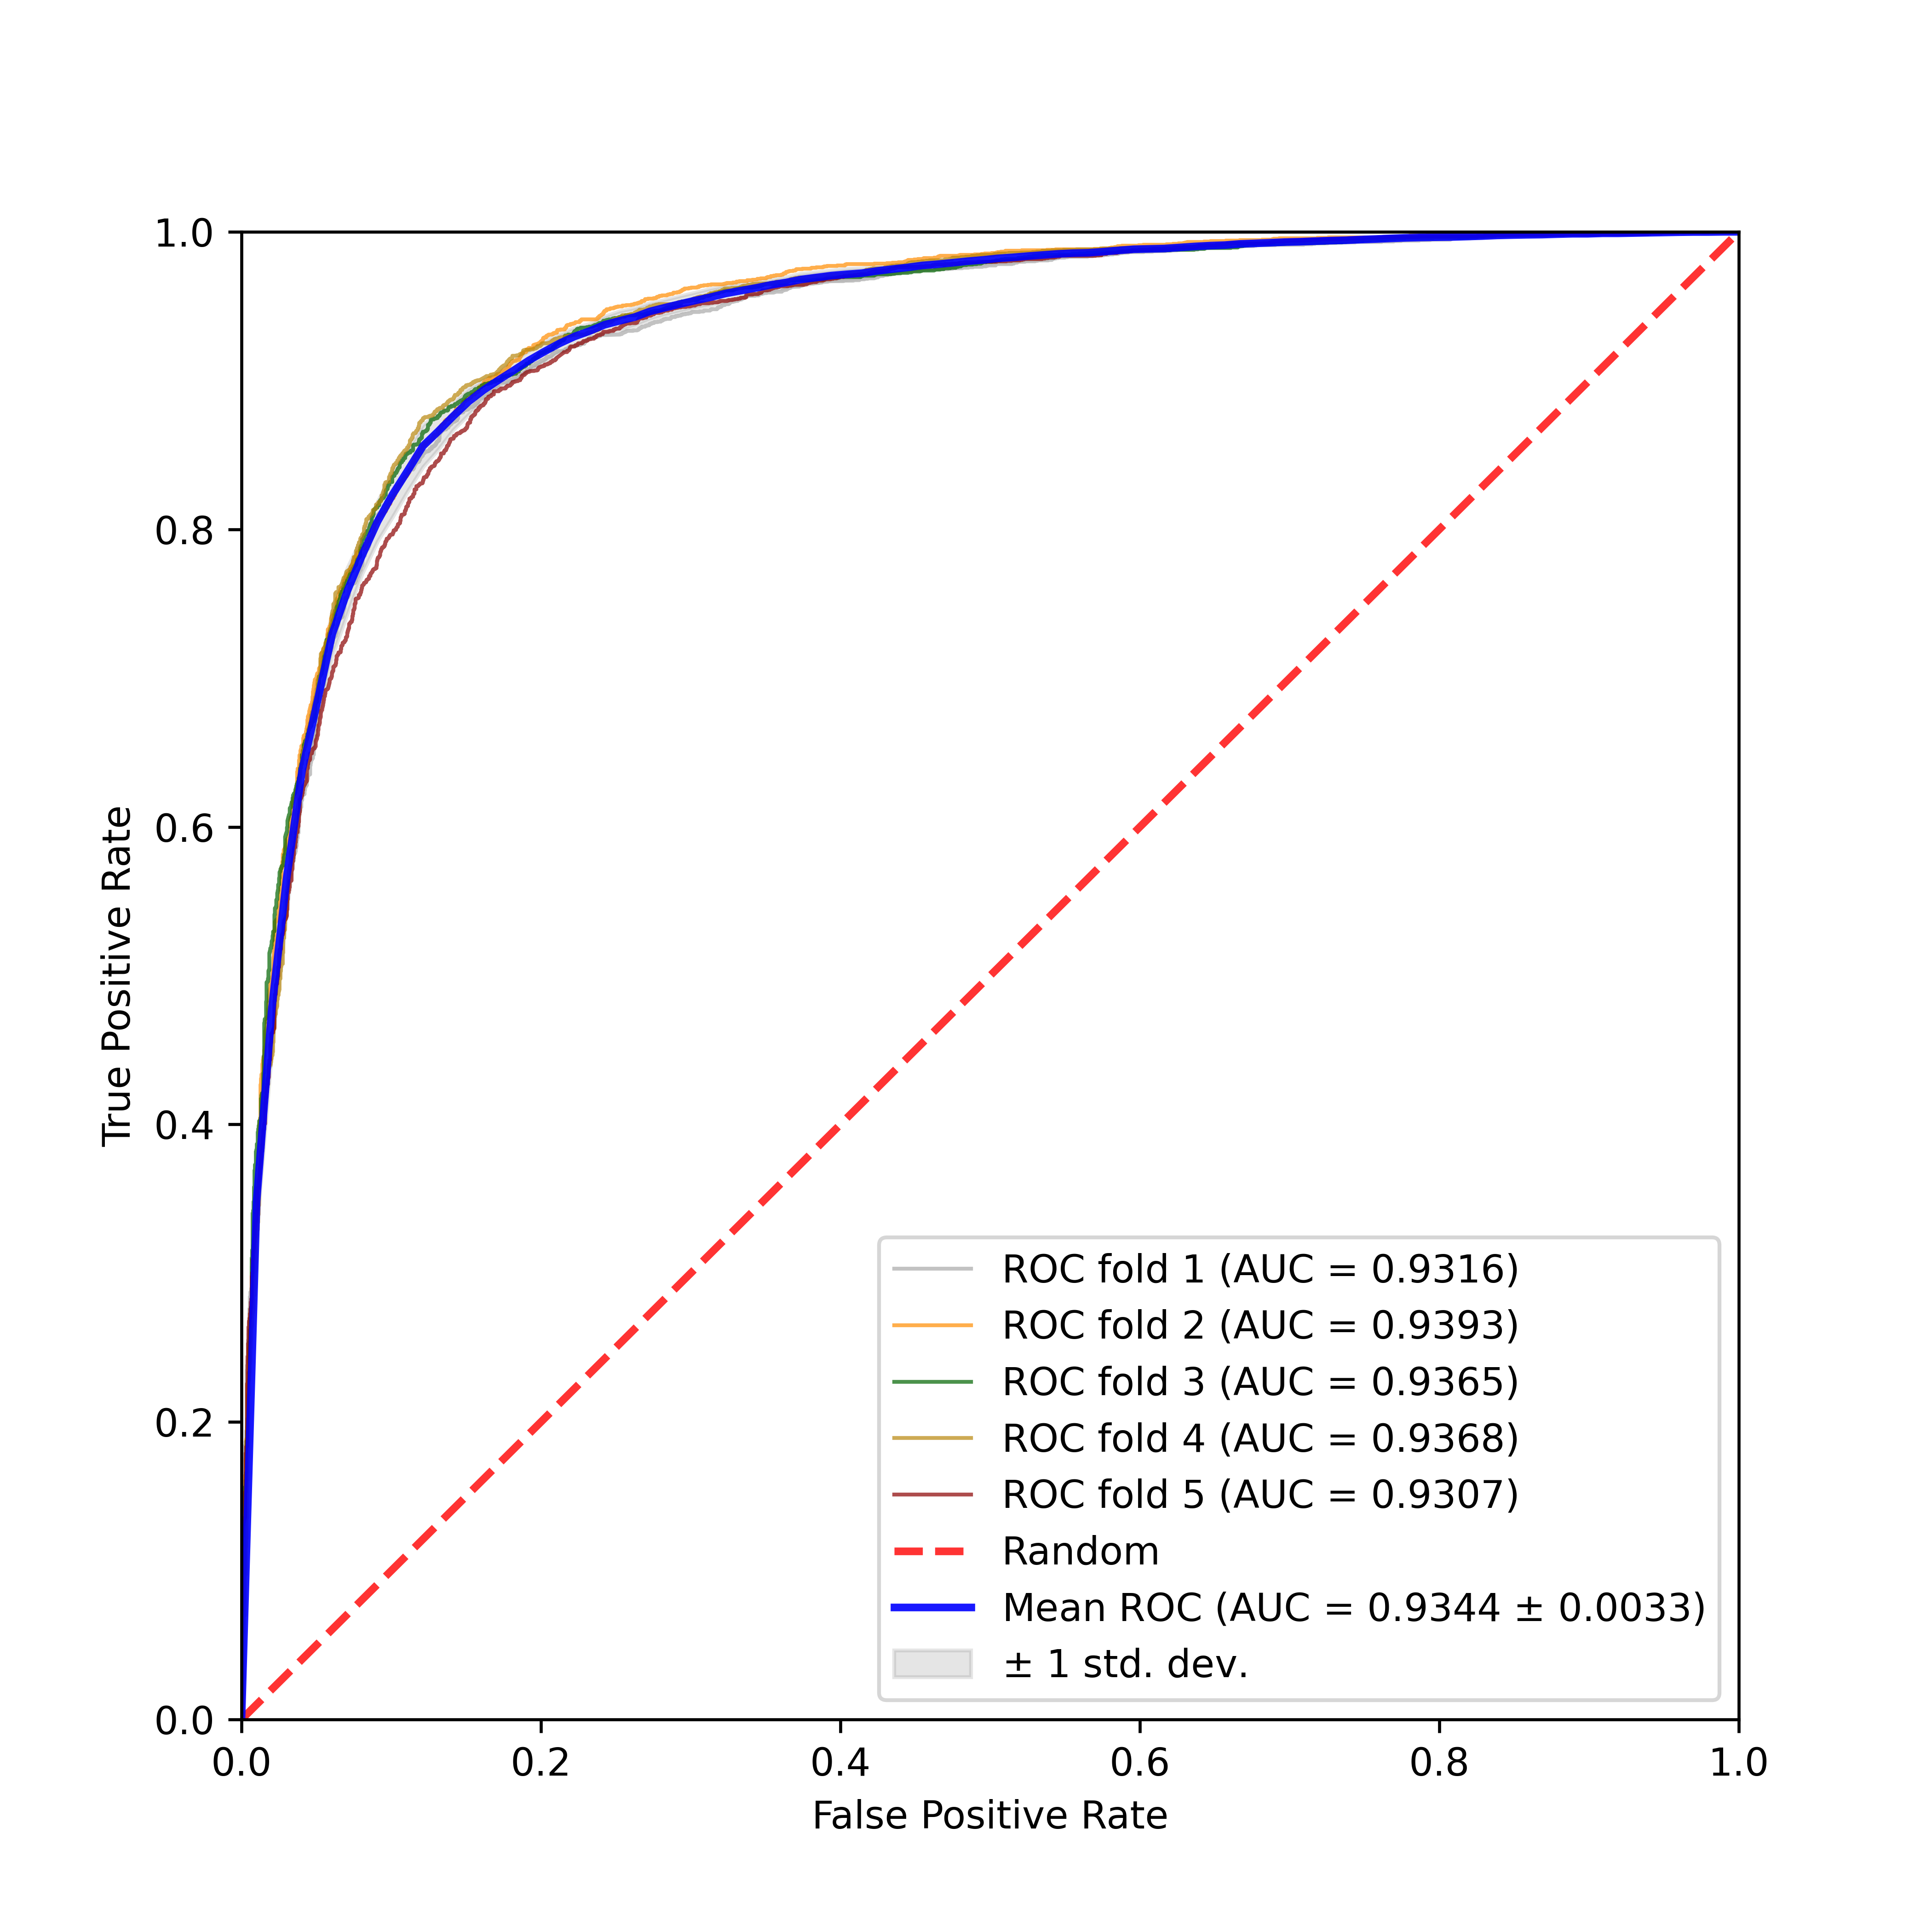 1.0
0.8
0.6
0.4
0.2
0.0
True Positive Rate
ROC fold 1 (AUC = 0.9316)
ROC fold 2 (AUC = 0.9393)
ROC fold 3 (AUC = 0.9365)
ROC fold 4 (AUC = 0.9368)
ROC fold 5 (AUC = 0.9307)
Random
Mean ROC (AUC = 0.9344 ± 0.0033)
± 1 std. dev.
0.0 0.2 0.4 0.6 0.8 1.0
False Positive Rate